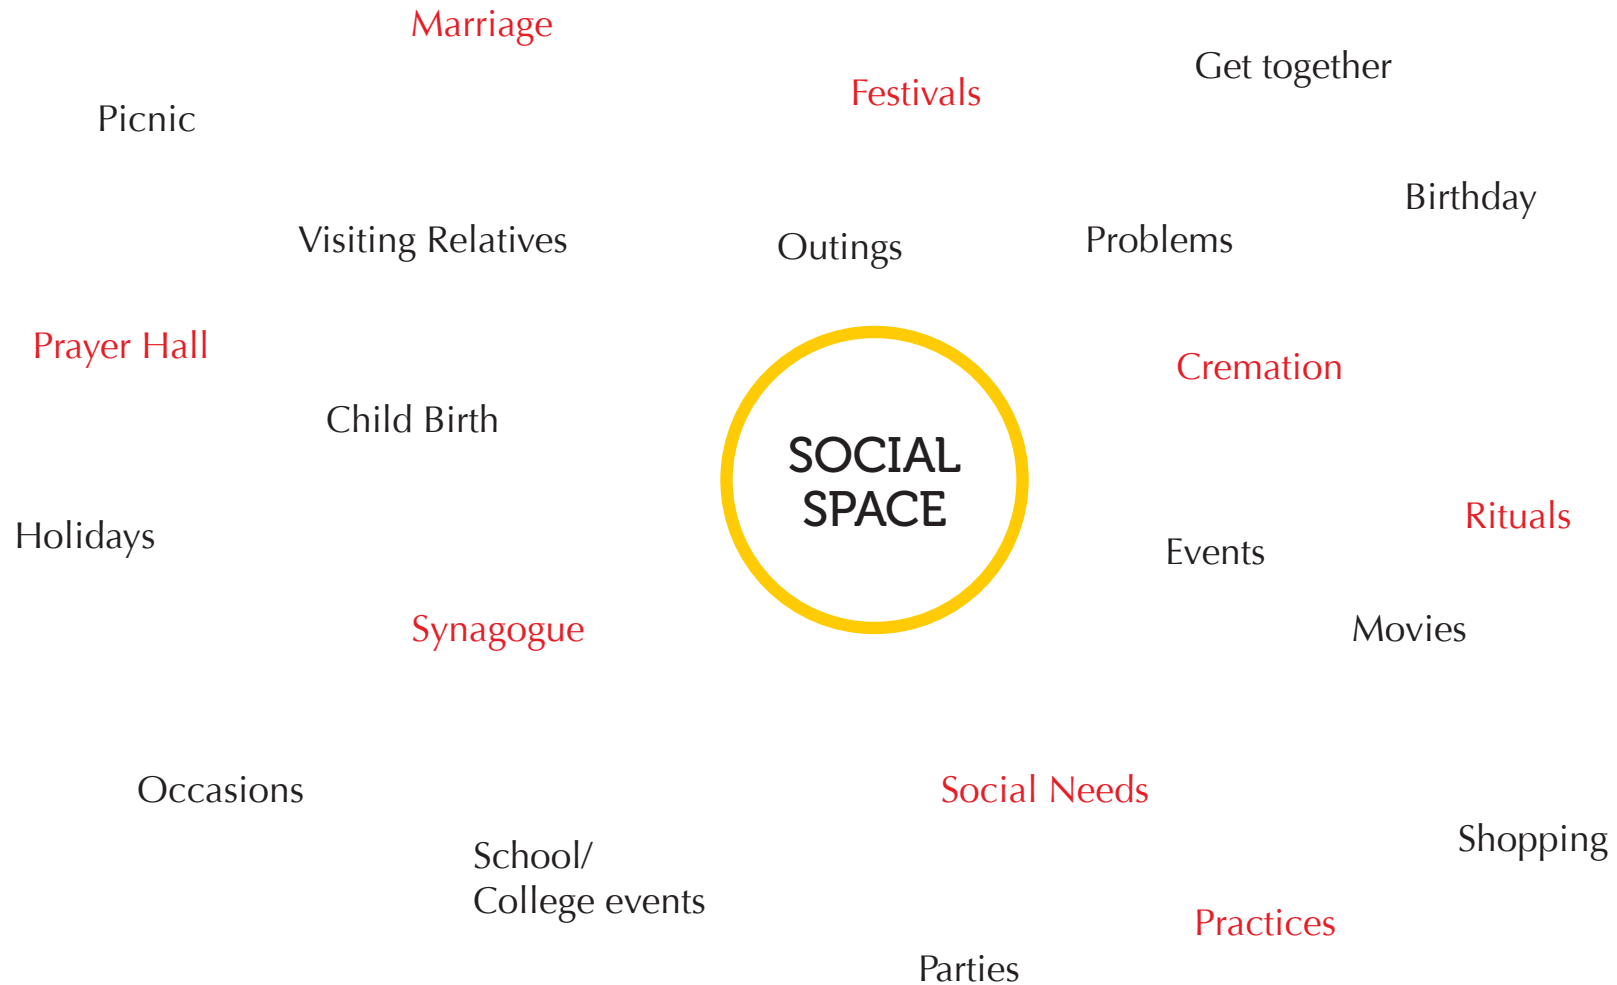 Marriage
Get together
Festivals
Picnic
Birthday
Visiting Relatives
Outings
Problems
Prayer Hall
Cremation
Child Birth
SOCIAL
SPACE
Rituals
Holidays
Events
Synagogue
Movies
Occasions
Social Needs
Shopping
School/
College events
Practices
Parties